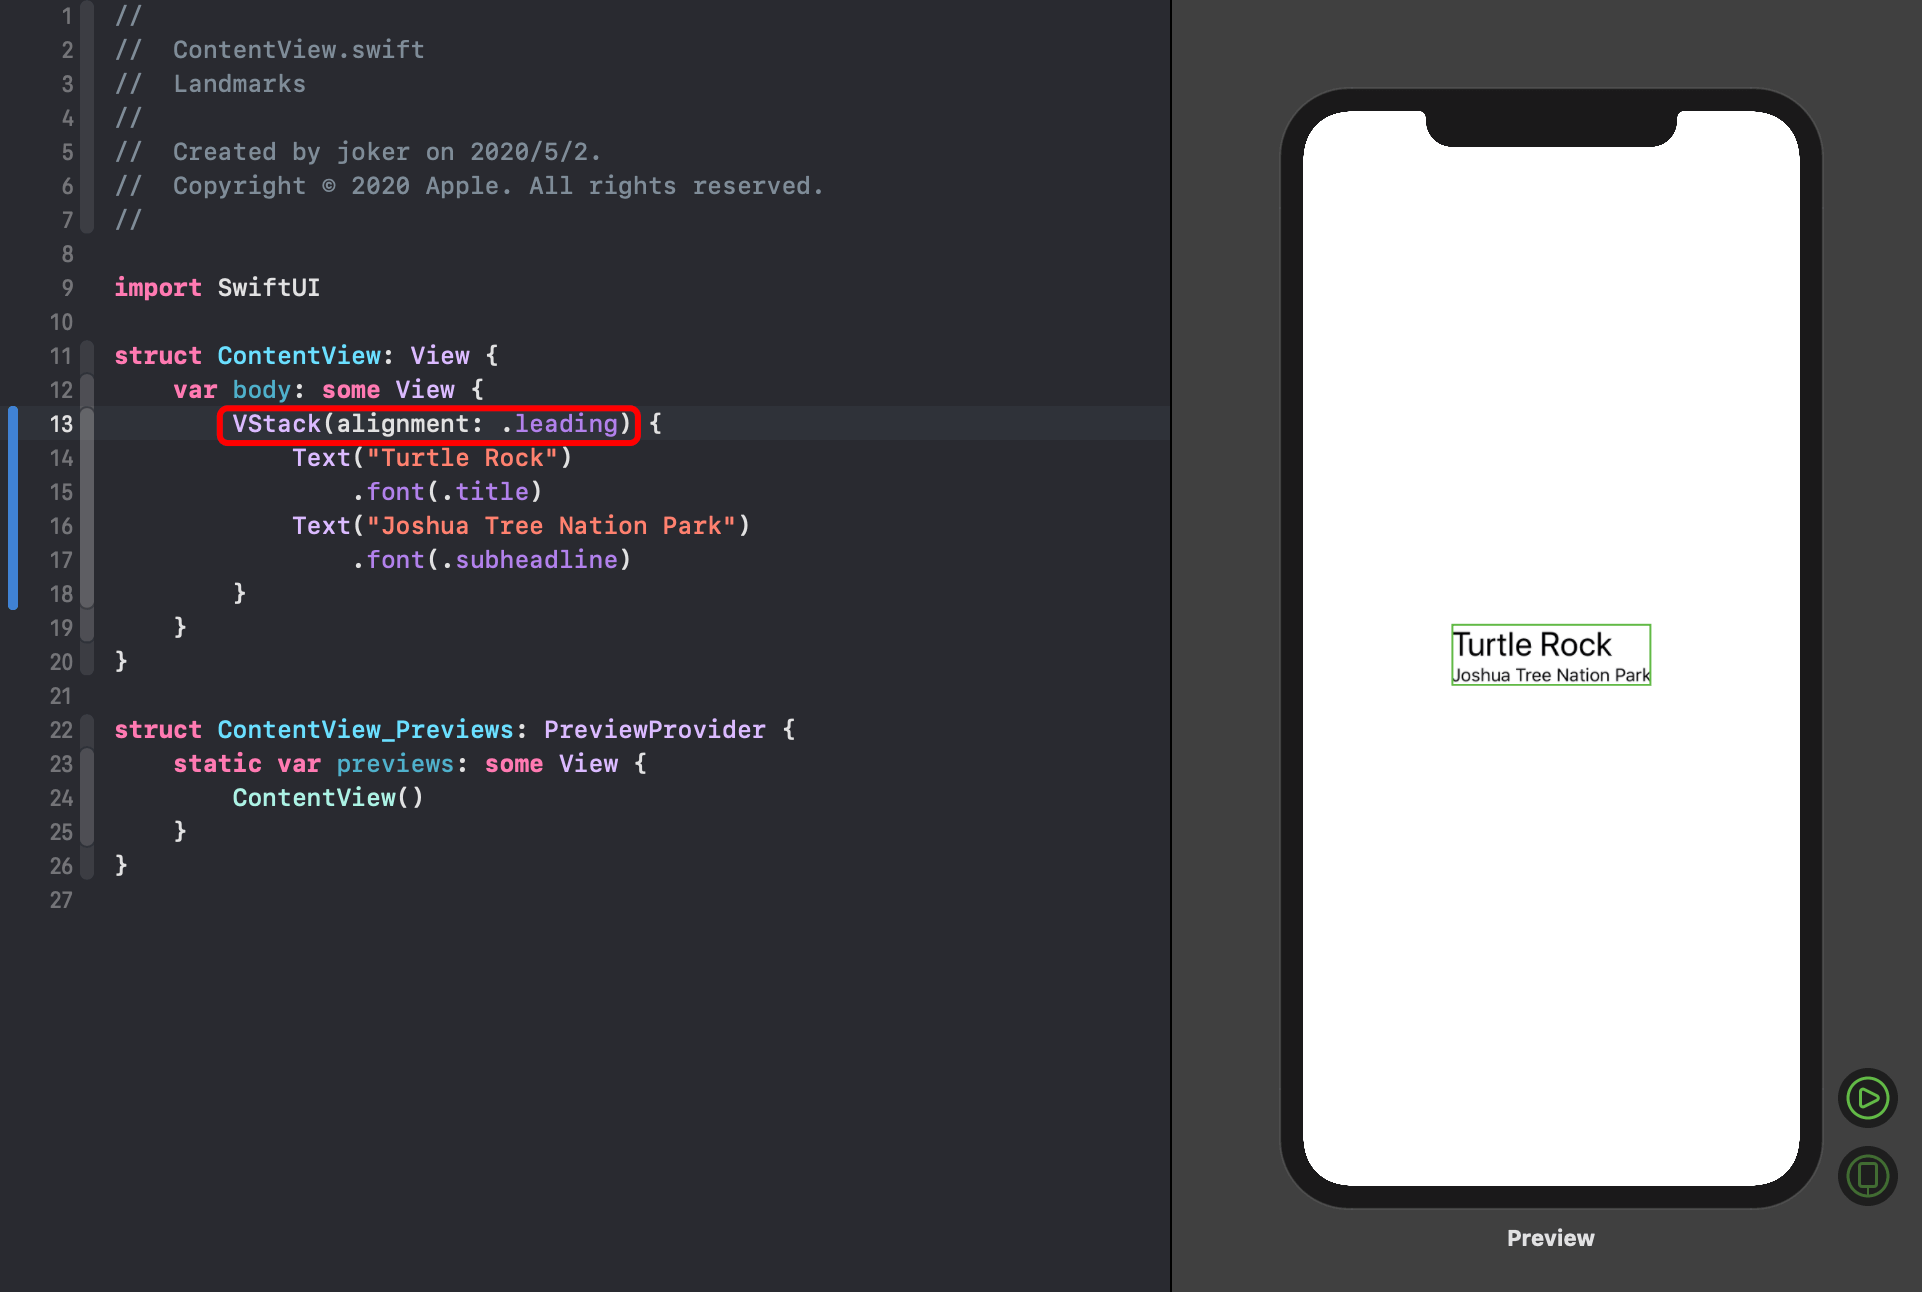 1 //
2 //  ContentView.swift
3 //  Landmarks
4 //
5 //  Created by joker on 2020/5/2.
6 //  Copyright © 2020 Apple. All rights reserved.
7 //
8
9 import SwiftUI
10
11 struct ContentView: View {
12     var body: some View {
13         VStack(alignment: .leading) {
14             Text("Turtle Rock")
15                 .font(.title)
16             Text("Joshua Tree Nation Park")
17                 .font(.subheadline)
18         }
19     }
20 }
21
22 struct ContentView_Previews: PreviewProvider {
23     static var previews: some View {
24         ContentView()
25     }
26 }
27
Turtle Rock
Joshua Tree Nation Park
Preview